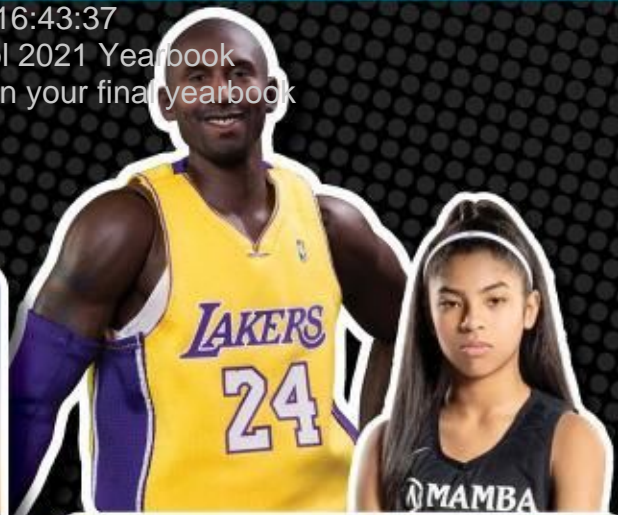 16:43:37
l 2021 Yearbook
n your final yearbook
LAKERS
24
MAMBA